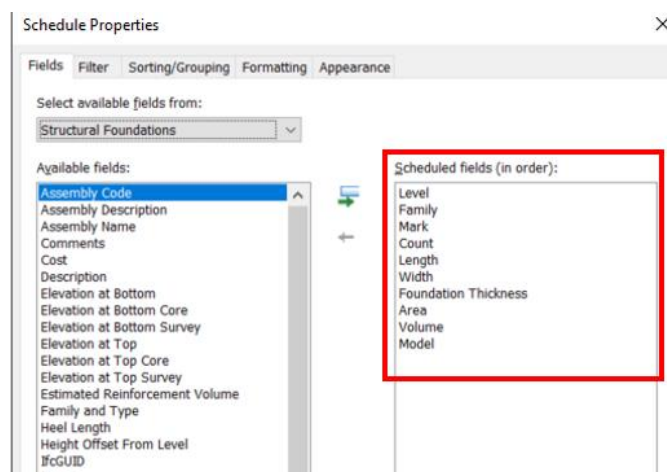 Schedule Properties
Fields Filter Sorting/Grouping Formatting Appearance
Select available fields from:
Structural Foundations
Available fields:
Assembly Code
Assembly Description
Assembly Name
Comments
Cost
Description
Elevation at Bottom
Elevation at Bottom Core
Elevation at Bottom Survey
Elevation at Top
Elevation at Top Core
Elevation at Top Survey
Estimated Reinforcement Volume
Family and Type
Heel Length
Height Offset From Level
IfcGUID
Scheduled fields (in order):
Level
Family
Mark
Count
Length
Width
Foundation Thickness
Area
Volume
Model